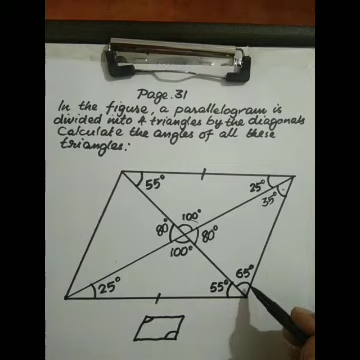 Page.31
In the figure, a parallelogram is
divided into 4 triangles by the diagonals
Calculate the angles of all these
triangles:
55° 25°
35°
100°
80° 80°
100°
65°
25° 55°